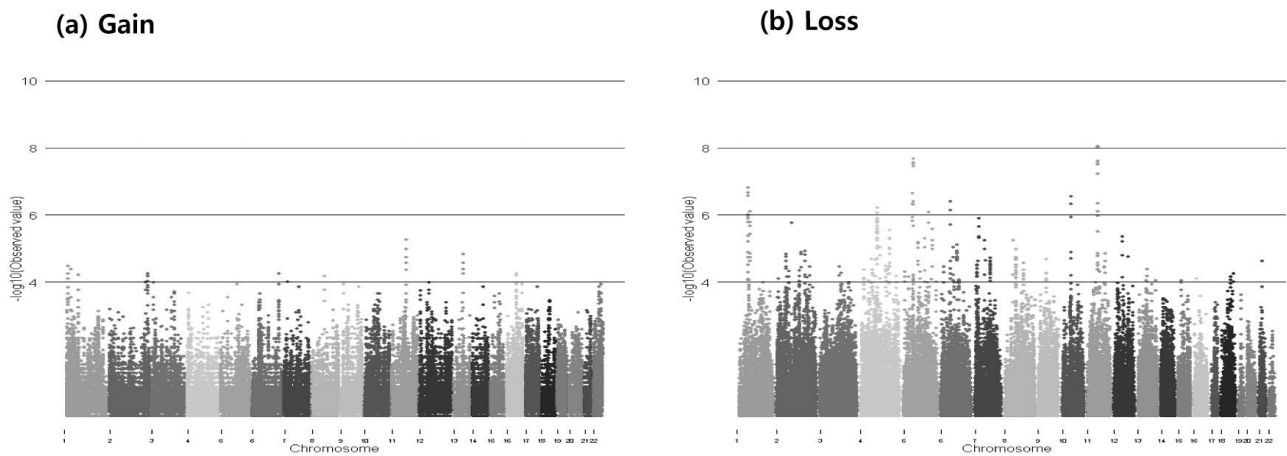 (a) Gain
10
8
6
4
-log10(Observed value)
1 2 3 4 5 6 7 8 9 10 11 12 13 14 15 16 17 18 19 20 21 22
Chromosome
(b) Loss
10
8
6
4
-log10(Observed value)
1 2 3 4 5 6 7 8 9 10 11 12 13 14 15 16 17 18 19 20 21 22
Chromosome